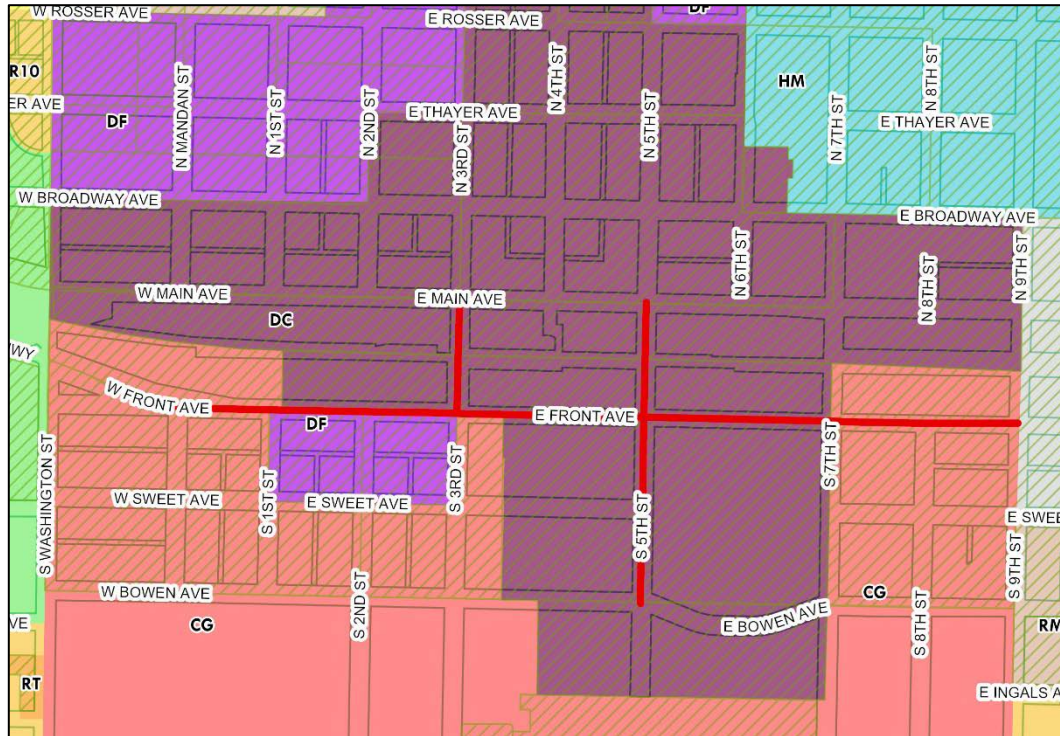 W ROSSER AVE
E ROSSER AVE
DF
R10
HM
N MANDAN ST
N 1ST ST
N 2ND ST
N 3RD ST
N 4TH ST
N 5TH ST
N 7TH ST
N 8TH ST
ER AVE
E THAYER AVE
E THAYER AVE
DF
W BROADWAY AVE
E BROADWAY AVE
N 6TH ST
N 8TH ST
N 9TH ST
W MAIN AVE
E MAIN AVE
DC
WY
W FRONT AVE
E FRONT AVE
DF
S WASHINGTON ST
S 1ST ST
S 3RD ST
S 5TH ST
S 7TH ST
W SWEET AVE
E SWEET AVE
E SWEE
S 9TH ST
W BOWEN AVE
S 2ND ST
CG
CG
E BOWEN AVE
S 8TH ST
VE
RM
RT
E INGALS A